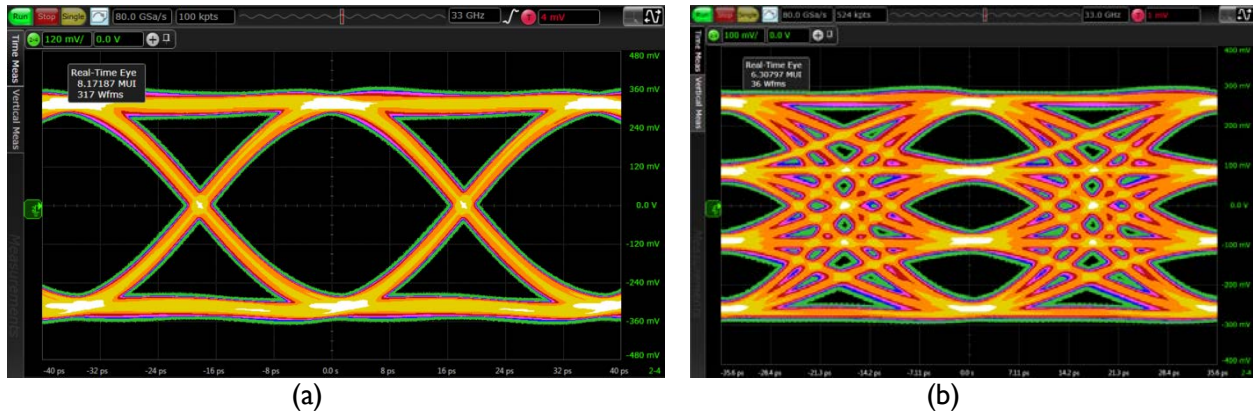 Run Stop Single 80.0 GSa/s 100 kpts 33 GHz 4 mV
120 mV/ 0.0 V
Time Meas
Vertical Meas
Measurements
Real-Time Eye
8.17187 MUI
317 Wfms
480 mV
360 mV
240 mV
120 mV
0.0 V
-120 mV
-240 mV
-360 mV
-480 mV
-40 ps -32 ps -24 ps -16 ps -8 ps 0.0 s 8 ps 16 ps 24 ps 32 ps 40 ps 2-4
(a)
Run Stop Single 80.0 GSa/s 524 kpts 33.0 GHz
100 mV/ 0.0 V
Time Meas
Vertical Meas
Measurements
Real-Time Eye
6.30797 MUI
36 Wfms
400 mV
300 mV
200 mV
100 mV
0.0 V
-100 mV
-200 mV
-300 mV
-400 mV
-35.6 ps -28.4 ps -21.3 ps -14.2 ps -7.11 ps 0.0 s 7.11 ps 14.2 ps 21.3 ps 28.4 ps 35.6 ps 2-4
(b)